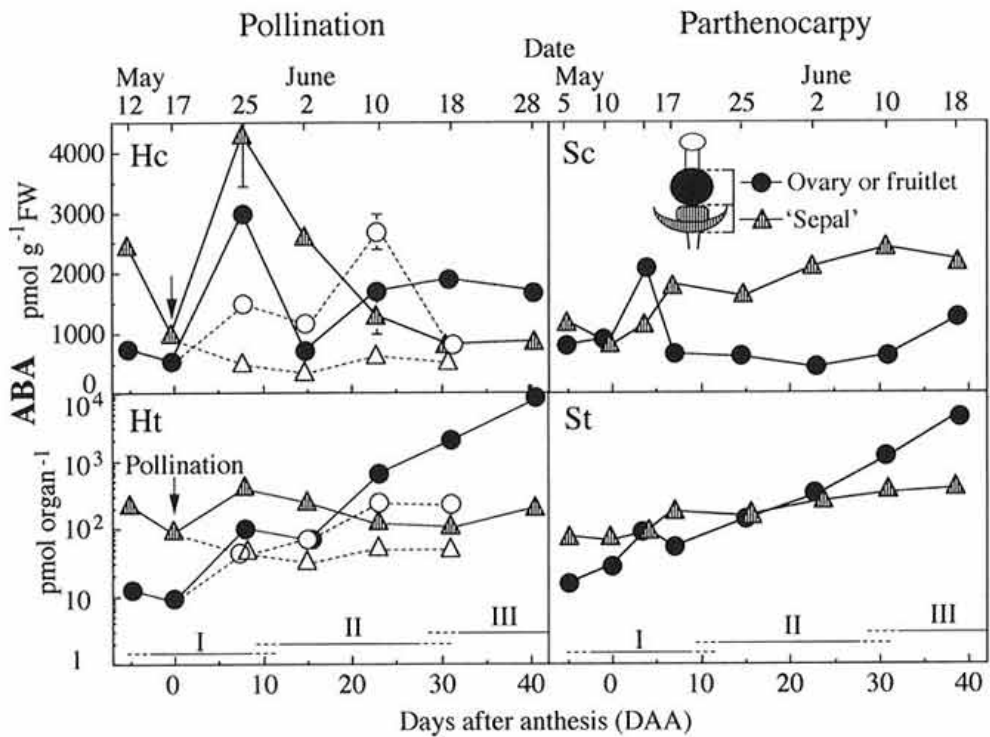 Pollination
Parthenocarpy
Date
May June May June
12 17 25 2 10 18 28 5 10 17 25 2 10 18
Hc Sc
Ovary or fruitlet
'Sepal'
4000
3000
2000
1000
0
pmol g⁻¹FW
ABA
Ht St
Pollination
10⁴
10³
10²
10
1
pmol organ⁻¹
I II III I II III
0 10 20 30 40 0 10 20 30 40
Days after anthesis (DAA)